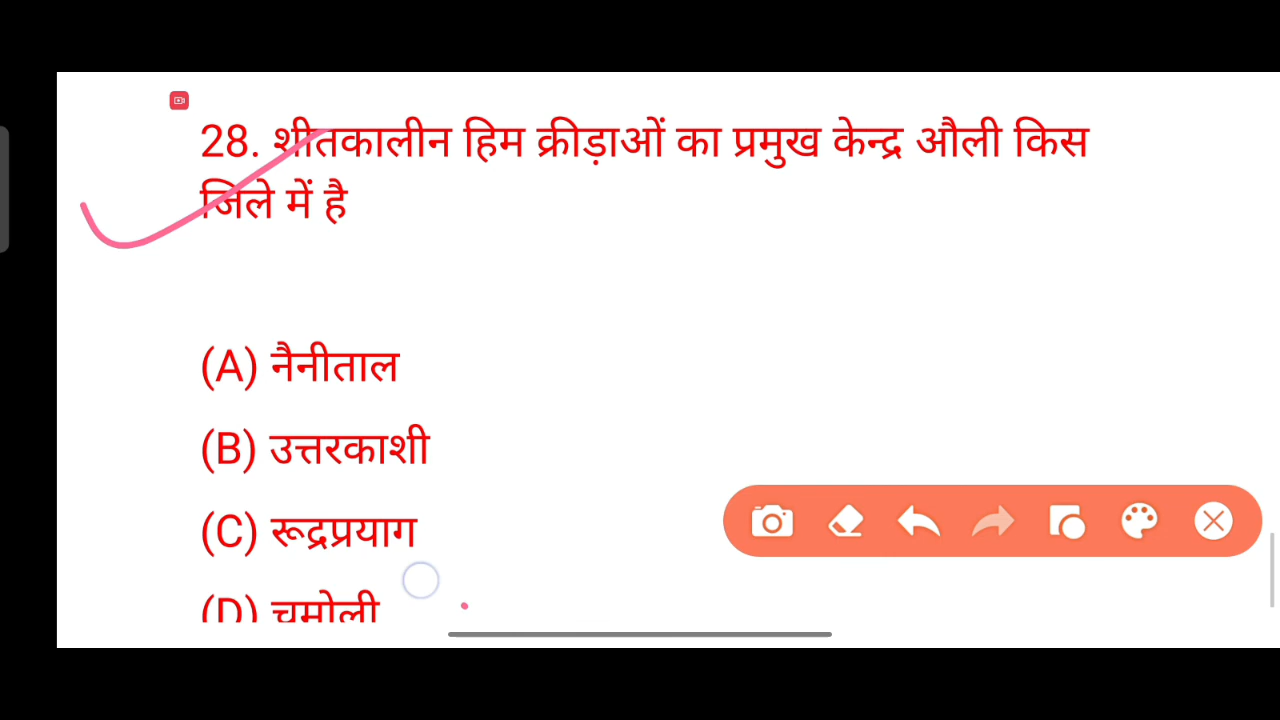 28. शीतकालीन हिम क्रीड़ाओं का प्रमुख केन्द्र औली किस
जिले में है
(A) नैनीताल
(B) उत्तरकाशी
(C) रूद्रप्रयाग
(D) चमोली